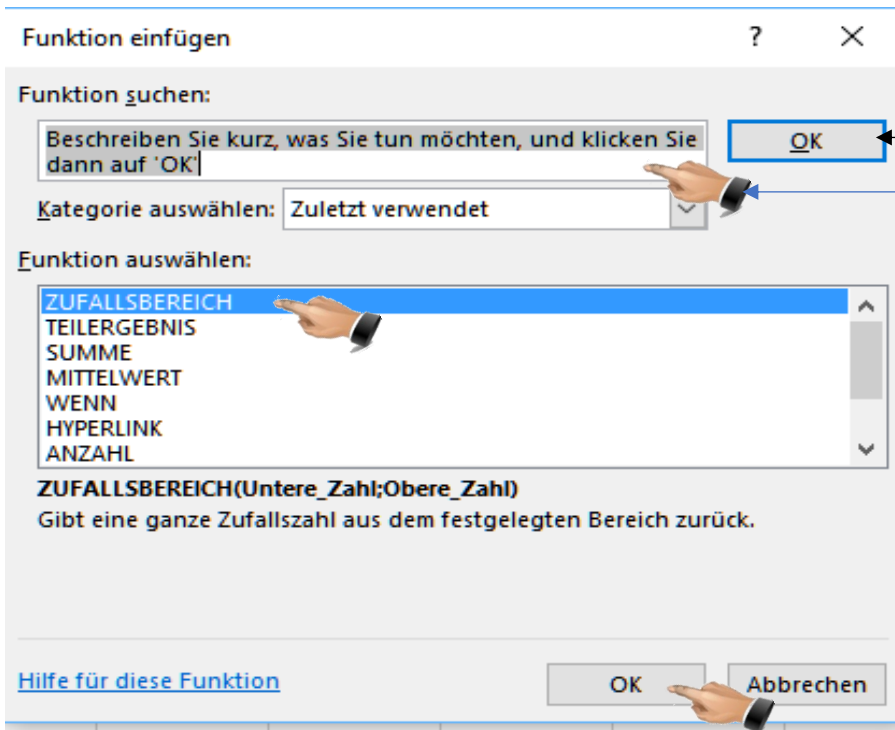 Funktion einfügen
?
Funktion suchen:
Beschreiben Sie kurz, was Sie tun möchten, und klicken Sie
dann auf 'OK'
OK
Kategorie auswählen: Zuletzt verwendet
Funktion auswählen:
ZUFALLSBEREICH
TEILERGEBNIS
SUMME
MITTELWERT
WENN
HYPERLINK
ANZAHL
ZUFALLSBEREICH(Untere_Zahl;Obere_Zahl)
Gibt eine ganze Zufallszahl aus dem festgelegten Bereich zurück.
Hilfe für diese Funktion
OK
Abbrechen